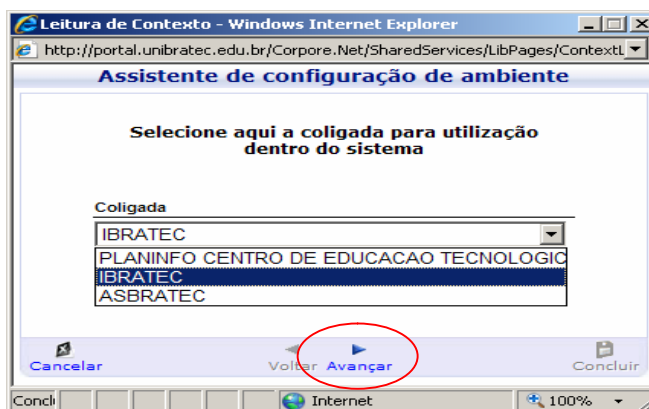 Leitura de Contexto - Windows Internet Explorer
http://portal.unibratec.edu.br/Corpore.Net/SharedServices/LibPages/ContextL
Assistente de configuração de ambiente
Selecione aqui a coligada para utilização
dentro do sistema
Coligada
IBRATEC
PLANINFO CENTRO DE EDUCACAO TECNOLOGIC
IBRATEC
ASBRATEC
Cancelar Voltar Avançar Concluir
Conclu Internet 100%